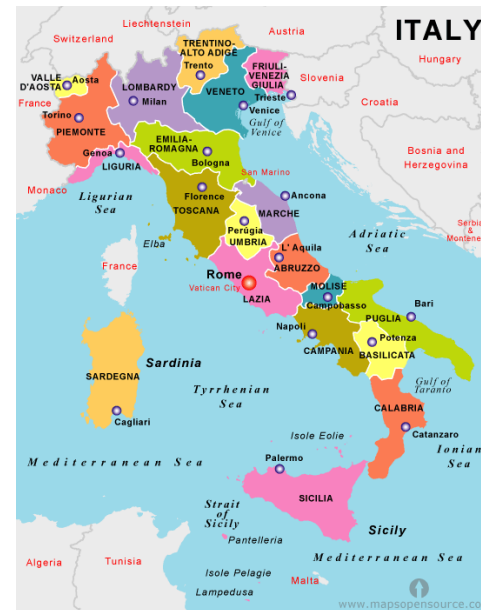 ITALY
Liechtenstein
Switzerland
Austria
Hungary
TRENTINO-
ALTO ADIGE
Trento
FRIULI-
VENEZIA
GIULIA
Slovenia
VALLE
D'AOSTA
Aosta
LOMBARDY
Milan
VENETO
Trieste
Venice
Croatia
France
Torino
PIEMONTE
Gulf of
Venice
EMILIA-
ROMAGNA
Bologna
Genoa
LIGURIA
Bosnia and
Herzegovina
San Marino
Monaco
Ligurian
Sea
Florence
TOSCANA
Ancona
MARCHE
Perúgia
UMBRIA
Serbia
&
Montene
Adriatic
Sea
Elba
L' Aquila
ABRUZZO
France
Rome
Vatican City
LAZIA
MOLISE
Campobasso
Bari
PUGLIA
Napoli
CAMPANIA
Potenza
BASILICATA
Sardinia
SARDEGNA
Cagliari
Tyrrhenian
Sea
Gulf of
Taranto
CALABRIA
Catanzaro
Ionian
Sea
Isole Eolie
Mediterranean Sea
Palermo
SICILIA
Strait
of
Sicily
Sicily
Pantelleria
Mediterranean Sea
Algeria
Tunisia
Isole Pelagie
Malta
Lampedusa
www.mapsopensource.co